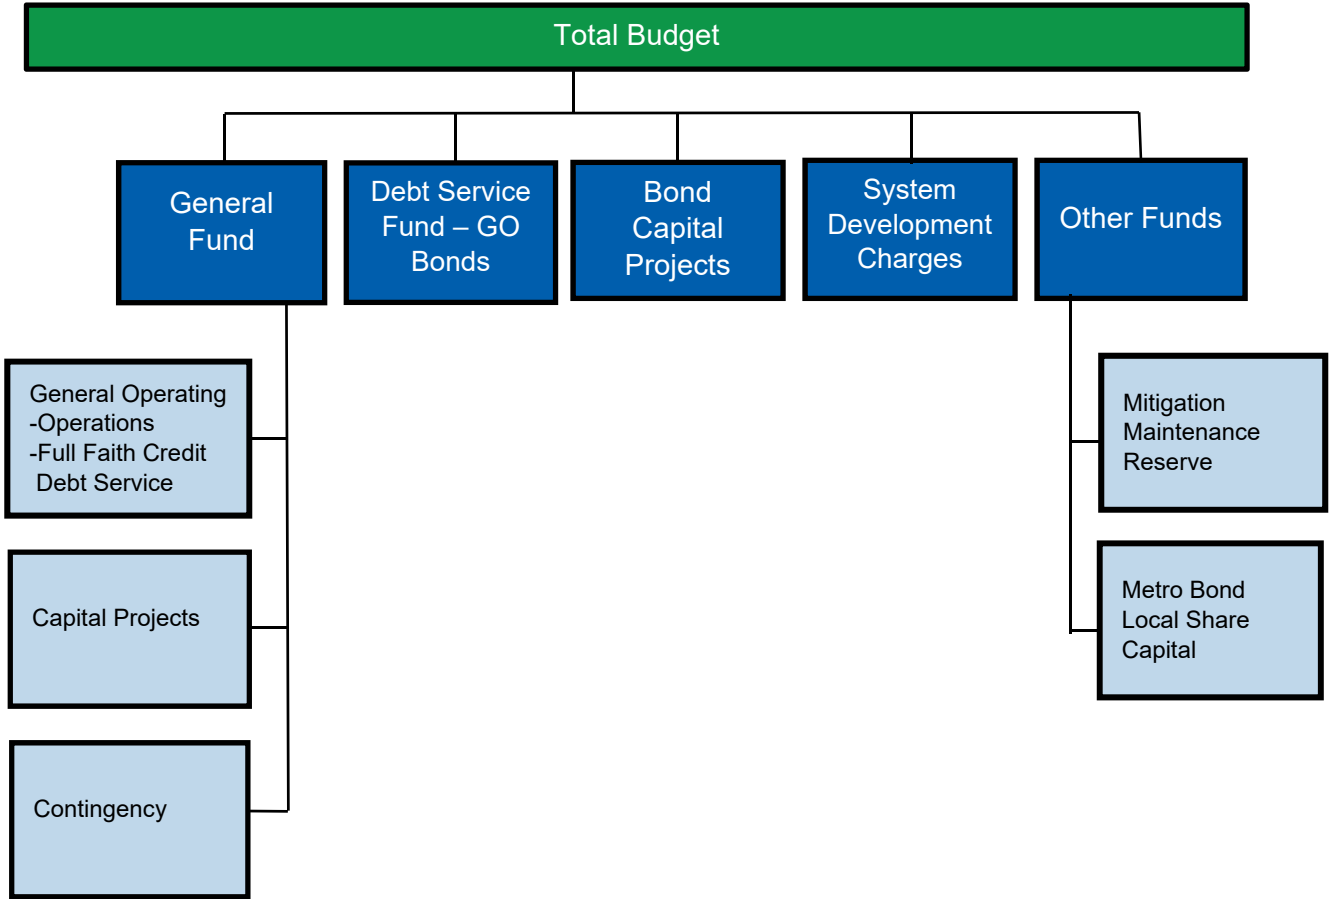 Total Budget
General
Fund
Debt Service
Fund – GO
Bonds
Bond
Capital
Projects
System
Development
Charges
Other Funds
General Operating
-Operations
-Full Faith Credit
Debt Service
Capital Projects
Contingency
Mitigation
Maintenance
Reserve
Metro Bond
Local Share
Capital